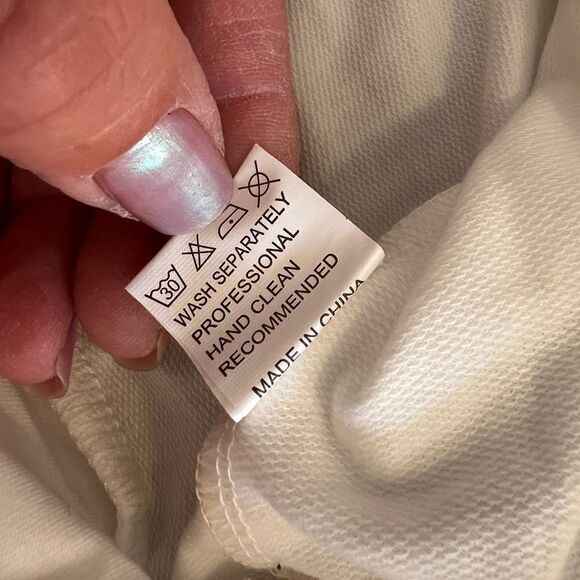 30
WASH SEPARATELY
PROFESSIONAL
HAND CLEAN
RECOMMENDED
MADE IN CHINA